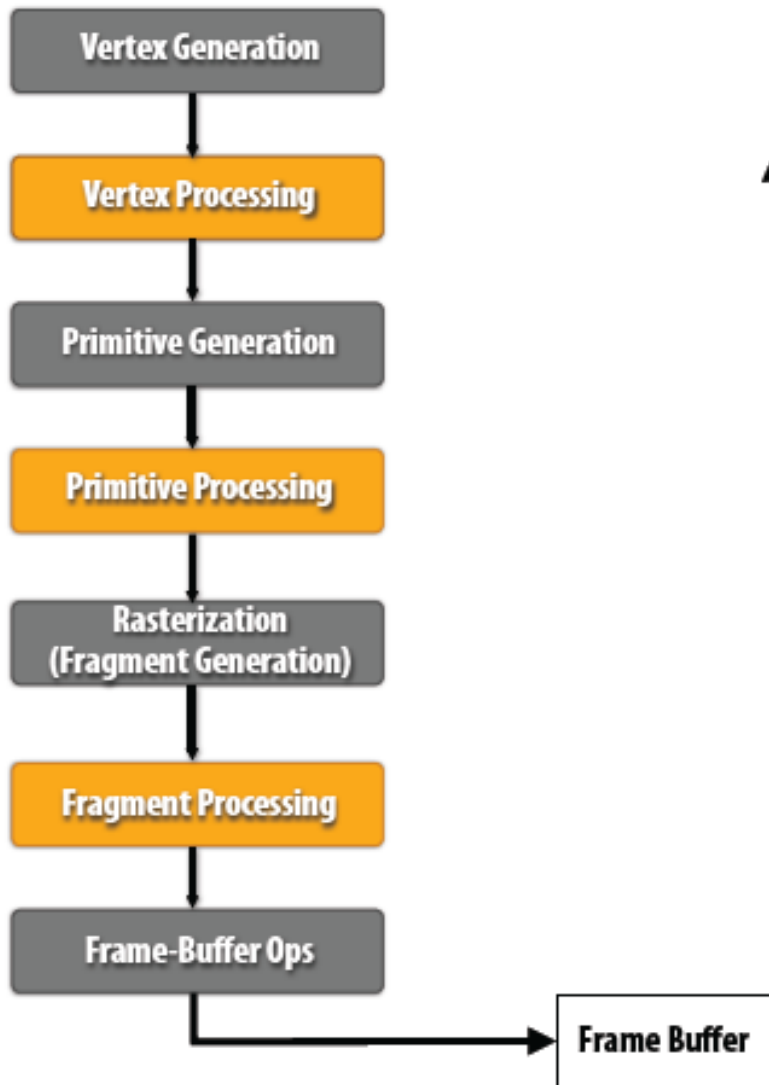 Vertex Generation
Vertex Processing
Primitive Generation
Primitive Processing
Rasterization
(Fragment Generation)
Fragment Processing
Frame-Buffer Ops
Frame Buffer